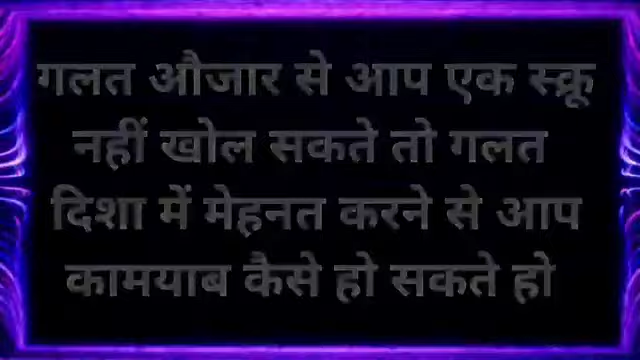 गलत औजार से आप एक स्क्रू
नहीं खोल सकते तो गलत
दिशा में मेहनत करने से आप
कामयाब कैसे हो सकते हो